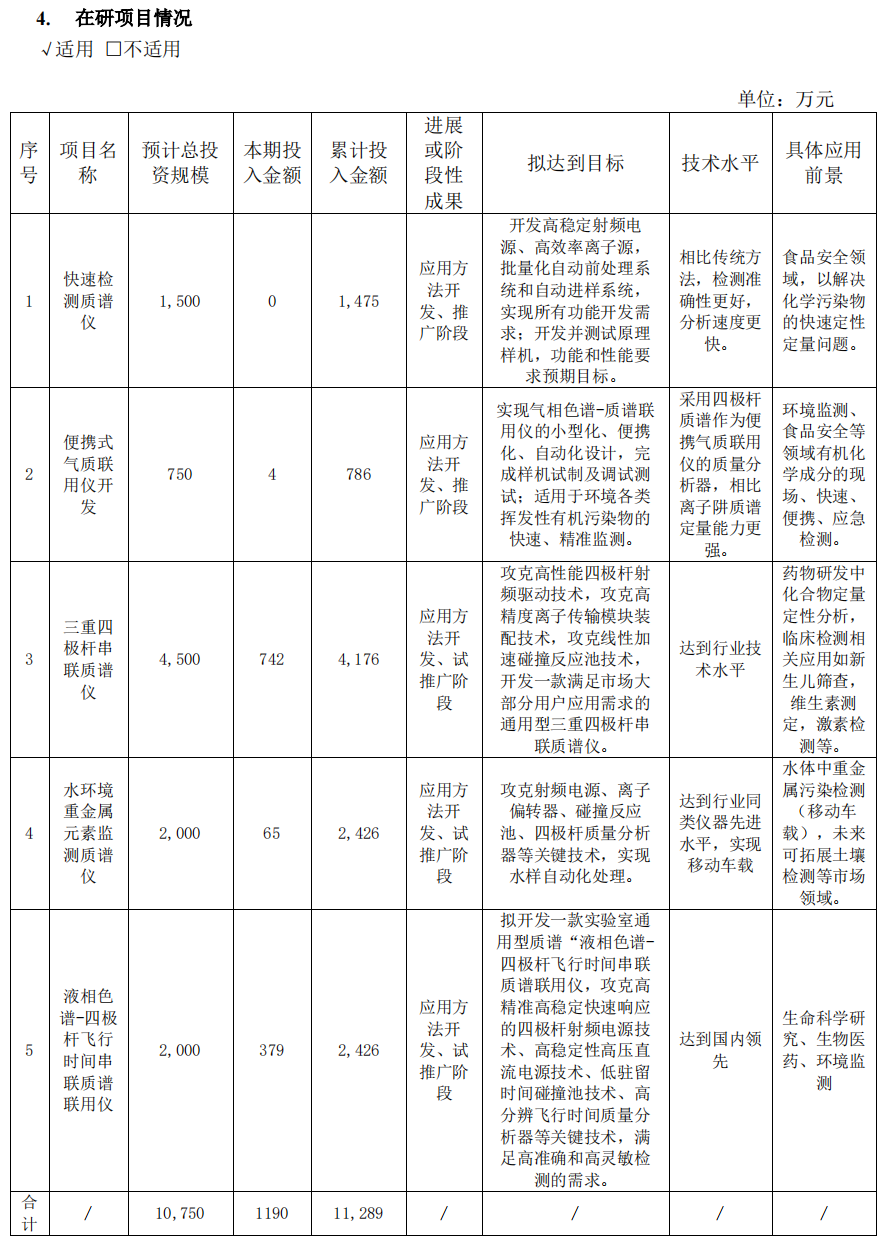 4. 在研项目情况
√适用 □不适用
单位：万元
序
号
项目名
称
预计总投
资规模
本期投
入金额
累计投
入金额
进展
或阶
段性
成果
拟达到目标
技术水平
具体应用
前景
1
快速检
测质谱
仪
1,500
0
1,475
应用方
法开
发、推
广阶段
开发高稳定射频电
源、高效率离子源，
批量化自动前处理系
统和自动进样系统，
实现所有功能开发需
求；开发并测试原理
样机，功能和性能要
求预期目标。
相比传统方
法，检测准
确性更好，
分析速度更
快。
食品安全领
域，以解决
化学污染物
的快速定性
定量问题。
2
便携式
气质联
用仪开
发
750
4
786
应用方
法开
发、推
广阶段
实现气相色谱-质谱联
用仪的小型化、便携
化、自动化设计，完
成样机试制及调试测
试；适用于环境各类
挥发性有机污染物的
快速、精准监测。
采用四极杆
质谱作为便
携气质联用
仪的质量分
析器，相比
离子阱质谱
定量能力更
强。
环境监测、
食品安全等
领域有机化
学成分的现
场、快速、
便携、应急
检测。
3
三重四
极杆串
联质谱
仪
4,500
742
4,176
应用方
法开
发、试
推广阶
段
攻克高性能四极杆射
频驱动技术，攻克高
精度离子传输模块装
配技术，攻克线性加
速碰撞反应池技术，
开发一款满足市场大
部分用户应用需求的
通用型三重四极杆串
联质谱仪。
达到行业技
术水平
药物研发中
化合物定量
定性分析，
临床检测相
关应用如新
生儿筛查，
维生素测
定，激素检
测等。
4
水环境
重金属
元素监
测质谱
仪
2,000
65
2,426
应用方
法开
发、试
推广阶
段
攻克射频电源、离子
偏转器、碰撞反应
池、四极杆质量分析
器等关键技术，实现
水样自动化处理。
达到行业同
类仪器先进
水平，实现
移动车载
水体中重金
属污染检测
（移动车
载），未来
可拓展土壤
检测等市场
领域。
5
液相色
谱-四极
杆飞行
时间串
联质谱
联用仪
2,000
379
2,426
应用方
法开
发、试
推广阶
段
拟开发一款实验室通
用型质谱“液相色谱-
四极杆飞行时间串联
质谱联用仪，攻克高
精准高稳定快速响应
的四极杆射频电源技
术、高稳定性高压直
流电源技术、低驻留
时间碰撞池技术、高
分辨飞行时间质量分
析器等关键技术，满
足高准确和高灵敏检
测的需求。
达到国内领
先
生命科学研
究、生物医
药、环境监
测
合
计
/
10,750
1190
11,289
/
/
/
/